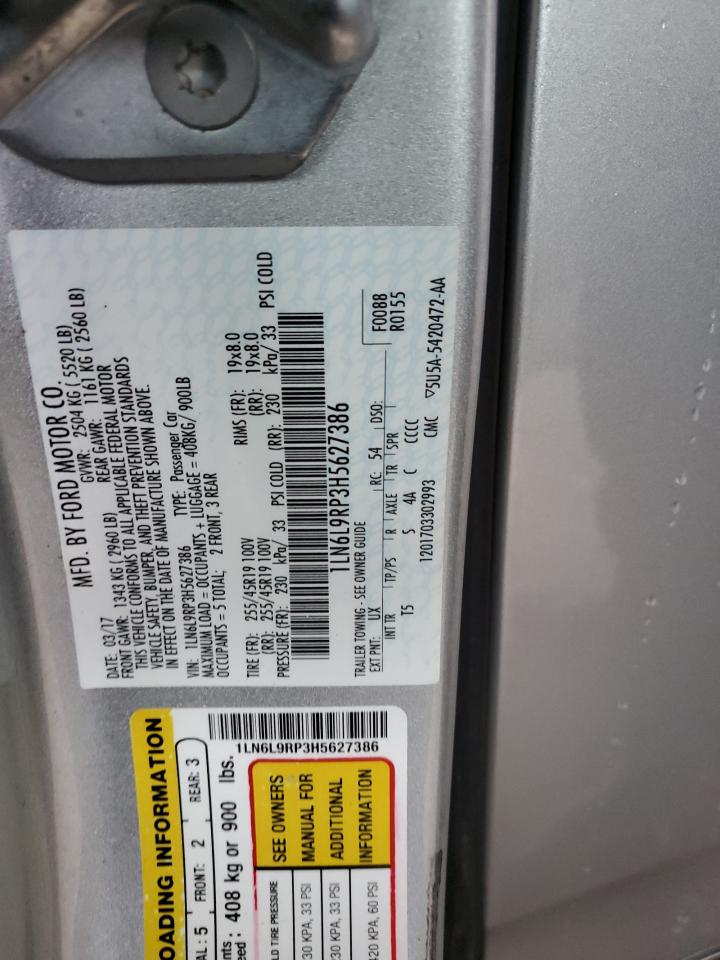 MFD. BY FORD MOTOR CO.
DATE: 03/17 GVWR: 2504 KG ( 5520 LB)
FRONT GAWR: 1343 KG ( 2960 LB) REAR GAWR: 1161 KG ( 2560 LB)
THIS VEHICLE CONFORMS TO ALL APPLICABLE FEDERAL MOTOR
VEHICLE SAFETY, BUMPER, AND THEFT PREVENTION STANDARDS
IN EFFECT ON THE DATE OF MANUFACTURE SHOWN ABOVE.
VIN: 1LN6L9RP3H5627386 TYPE: Passenger Car
MAXIMUM LOAD = OCCUPANTS + LUGGAGE = 408KG/ 900LB
OCCUPANTS = 5 TOTAL; 2 FRONT, 3 REAR
TIRE (FR): 255/45R19 100V RIMS (FR): 19x8.0
(RR): 255/45R19 100V (RR): 19x8.0
PRESSURE (FR): 230 kPa/ 33 PSI COLD (RR): 230 kPa/ 33 PSI COLD
1LN6L9RP3H5627386
TRAILER TOWING - SEE OWNER GUIDE F0088
EXT PNT: UX RC: 54 DSO: R0155
INT TR TP/PS R AXLE TR SPR
T5 S 4A C CCCC
1201703302993 CMC ▽5U5A-5420472-AA
OADING INFORMATION
AL : 5 FRONT: 2 REAR: 3
nts :
eed : 408 kg or 900 lbs.
1LN6L9RP3H5627386
LD TIRE PRESSURE
30 KPA, 33 PSI
30 KPA, 33 PSI
420 KPA, 60 PSI
SEE OWNERS
MANUAL FOR
ADDITIONAL
INFORMATION